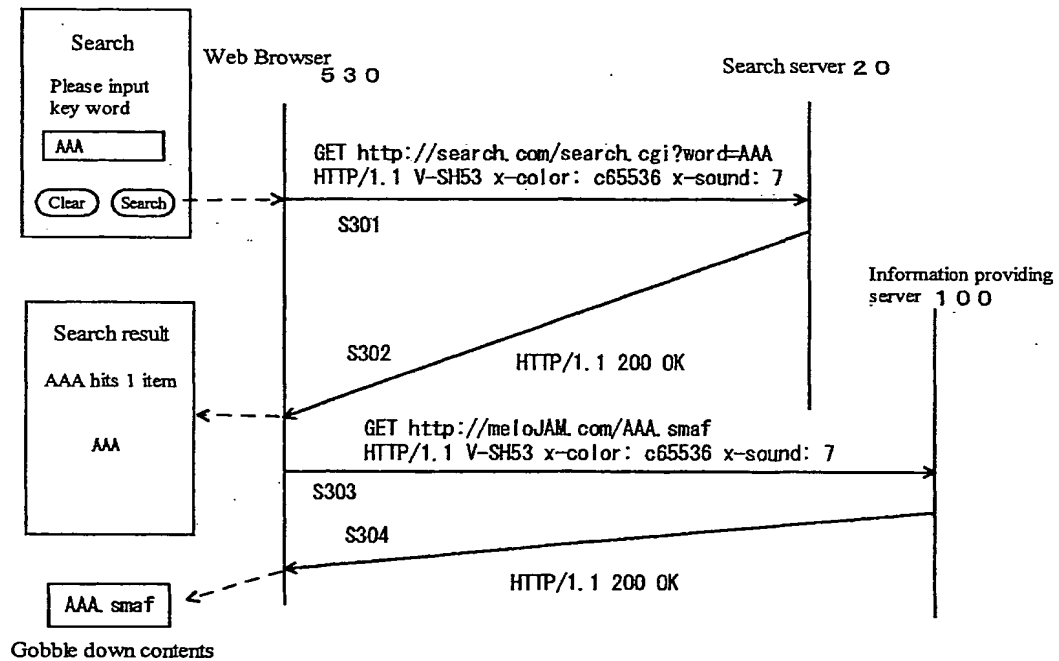 Search
Please input
key word
AAA
Clear
Search
Web Browser
530
Search server 20
GET http://search.com/search.cgi?word=AAA
HTTP/1.1 V-SH53 x-color: c65536 x-sound: 7
S301
Information providing
server 100
Search result
AAA hits 1 item
AAA
S302
HTTP/1.1 200 OK
GET http://meloJAM.com/AAA.smaf
HTTP/1.1 V-SH53 x-color: c65536 x-sound: 7
S303
S304
HTTP/1.1 200 OK
AAA.smaf
Gobble down contents